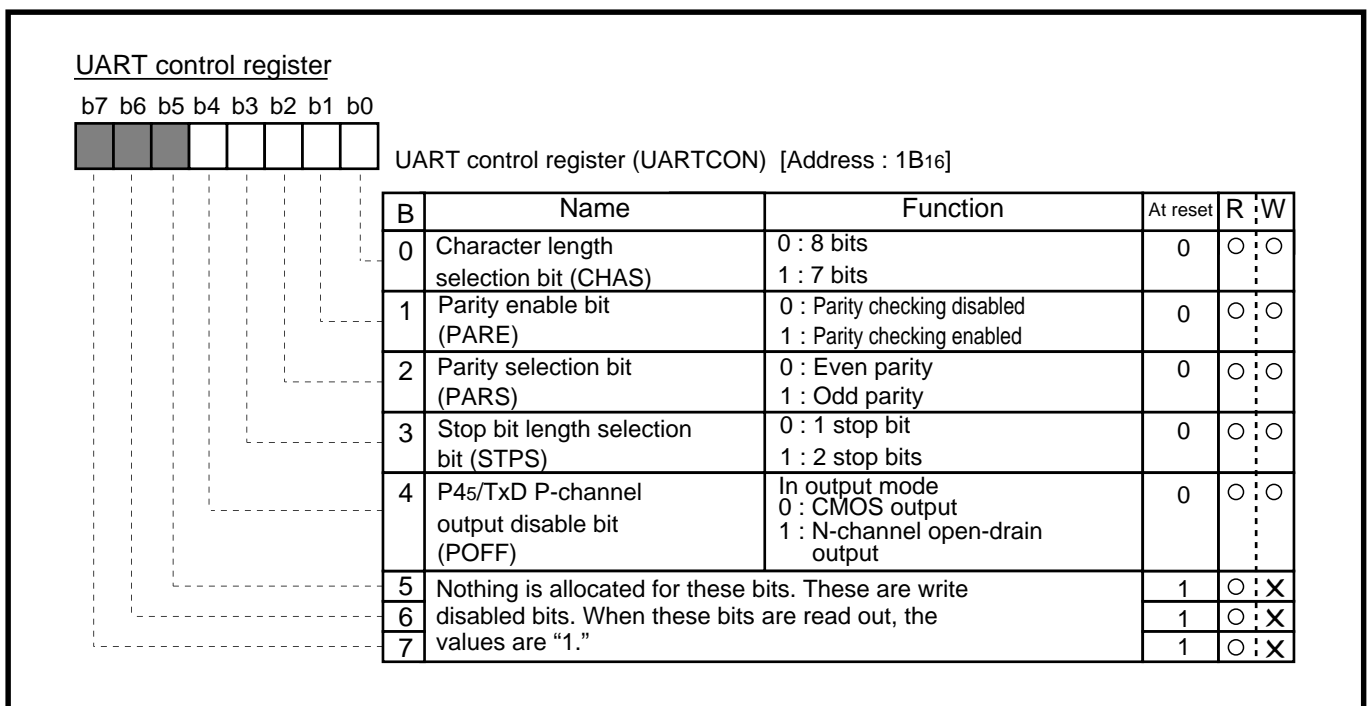 UART control register
b7 b6 b5 b4 b3 b2 b1 b0
UART control register (UARTCON) [Address : 1B16]
B Name Function At reset R W
0 Character length selection bit (CHAS) 0 : 8 bits 1 : 7 bits 0 ○ ○
1 Parity enable bit (PARE) 0 : Parity checking disabled 1 : Parity checking enabled 0 ○ ○
2 Parity selection bit (PARS) 0 : Even parity 1 : Odd parity 0 ○ ○
3 Stop bit length selection bit (STPS) 0 : 1 stop bit 1 : 2 stop bits 0 ○ ○
4 P45/TxD P-channel output disable bit (POFF) In output mode 0 : CMOS output 1 : N-channel open-drain output 0 ○ ○
5 Nothing is allocated for these bits. These are write 1 ○ X
6 disabled bits. When these bits are read out, the 1 ○ X
7 values are “1.” 1 ○ X